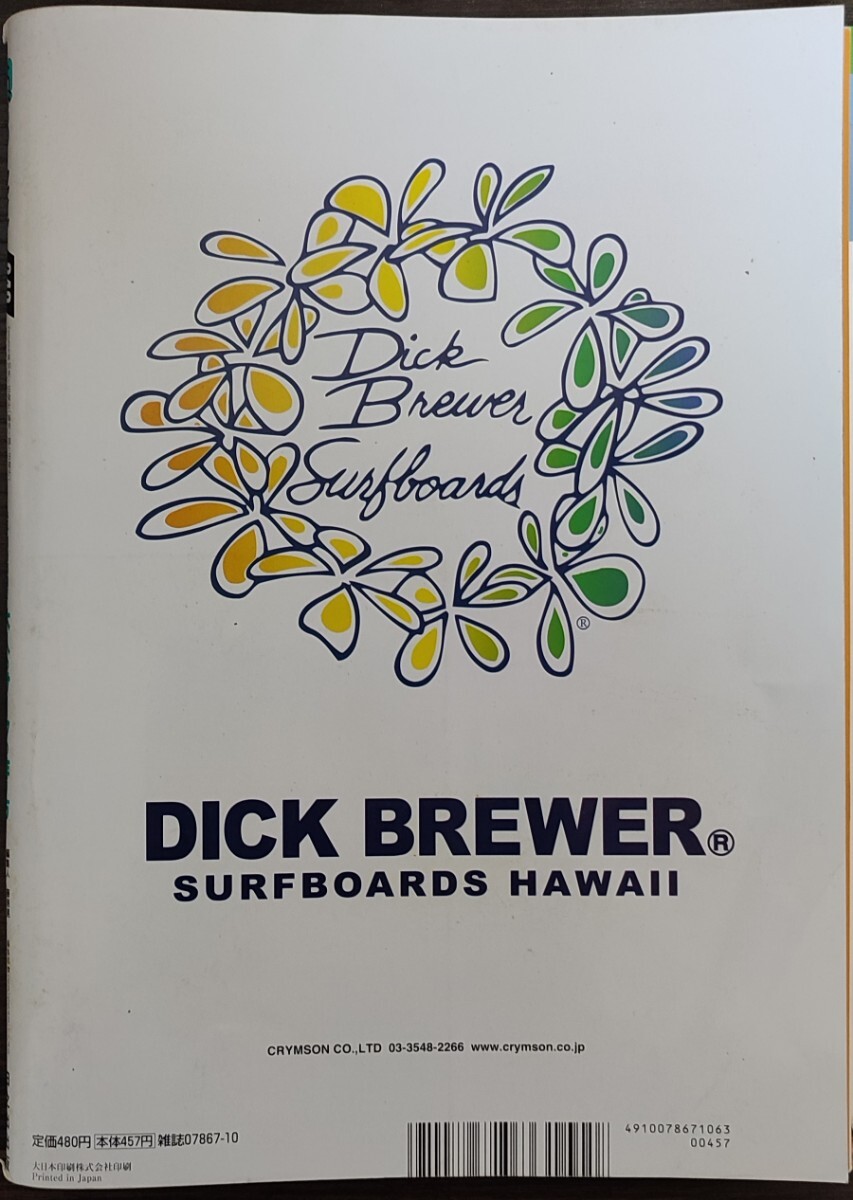 Dick
Brewer
Surfboards
®
DICK BREWER®
SURFBOARDS HAWAII
CRYMSON CO.,LTD 03-3548-2266 www.crymson.co.jp
定価480円 本体457円 雑誌07867-10
大日本印刷株式会社印刷
Printed in Japan
4910078671063
00457